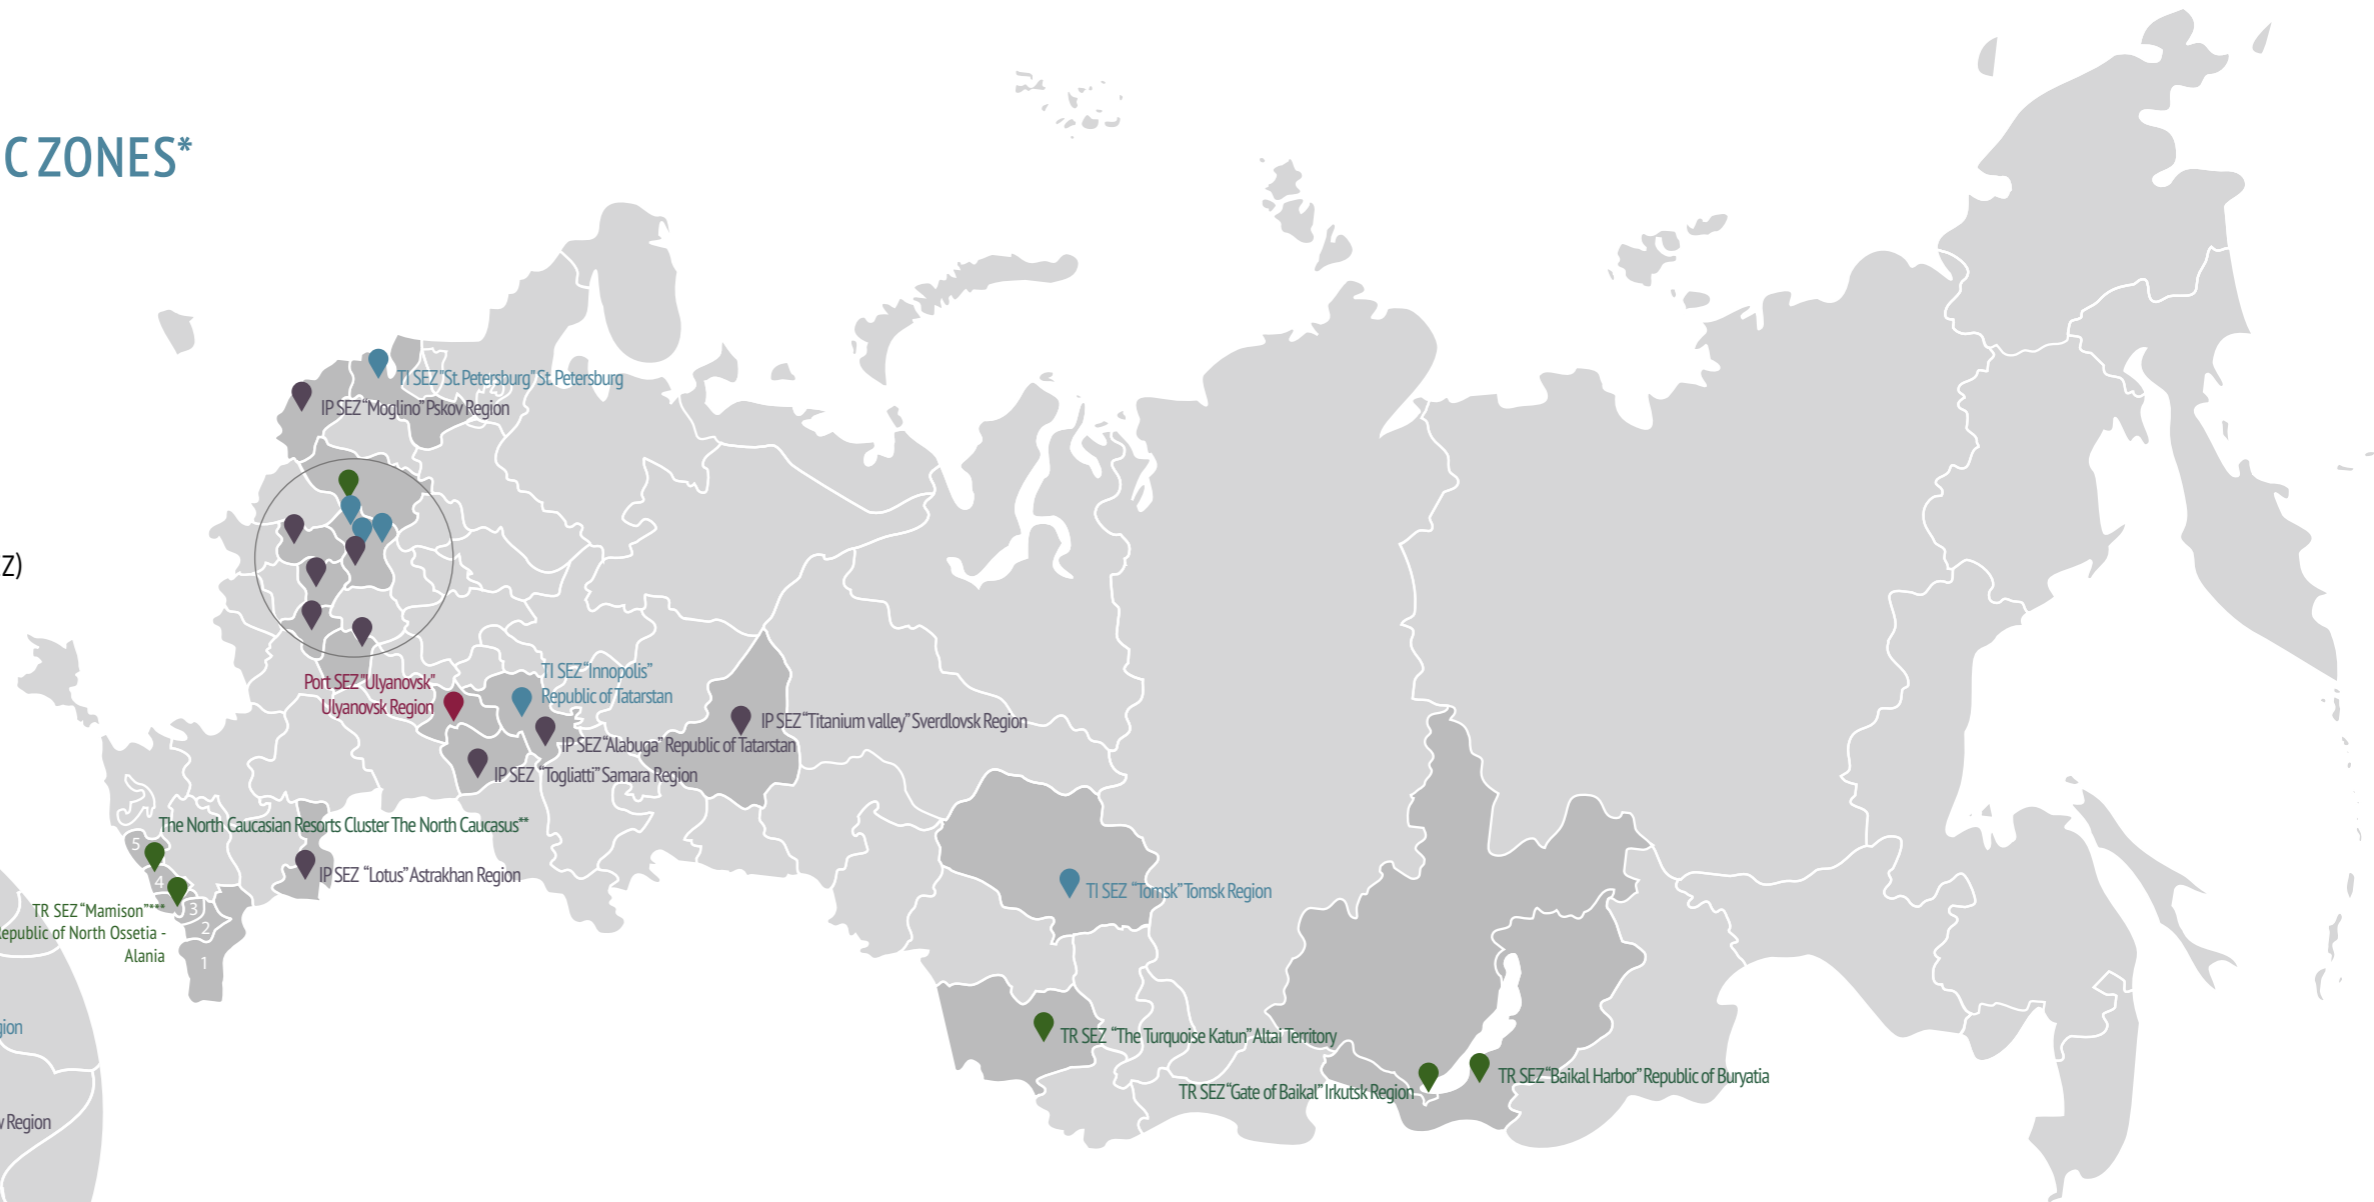 C ZONES*
TI SEZ "St. Petersburg" St. Petersburg
IP SEZ “Moglino” Pskov Region
Z)
TI SEZ “Innopolis”
Republic of Tatarstan
Port SEZ "Ulyanovsk"
Ulyanovsk Region
IP SEZ “Titanium valley” Sverdlovsk Region
IP SEZ “Alabuga” Republic of Tatarstan
IP SEZ “Togliatti” Samara Region
The North Caucasian Resorts Cluster The North Caucasus**
5
IP SEZ “Lotus” Astrakhan Region
4
TI SEZ “Tomsk” Tomsk Region
TR SEZ “Mamison”***
Republic of North Ossetia -
Alania
3
2
1
gion
TR SEZ “The Turquoise Katun” Altai Territory
TR SEZ “Baikal Harbor” Republic of Buryatia
TR SEZ “Gate of Baikal” Irkutsk Region
v Region